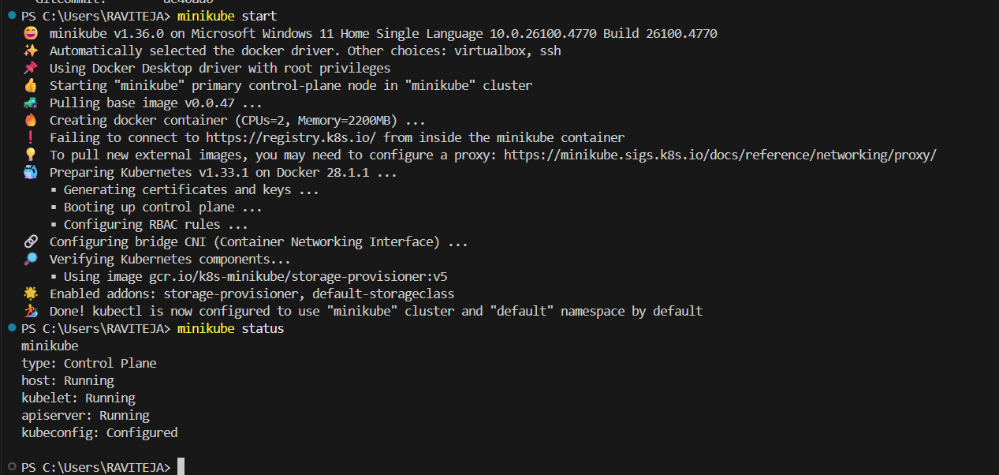 PS C:\Users\RAVITEJA> minikube start
😄 minikube v1.36.0 on Microsoft Windows 11 Home Single Language 10.0.26100.4770 Build 26100.4770
✨ Automatically selected the docker driver. Other choices: virtualbox, ssh
📌 Using Docker Desktop driver with root privileges
👍 Starting "minikube" primary control-plane node in "minikube" cluster
🚜 Pulling base image v0.0.47 ...
🔥 Creating docker container (CPUs=2, Memory=2200MB) ...
❗ Failing to connect to https://registry.k8s.io/ from inside the minikube container
💡 To pull new external images, you may need to configure a proxy: https://minikube.sigs.k8s.io/docs/reference/networking/proxy/
🐳 Preparing Kubernetes v1.33.1 on Docker 28.1.1 ...
▪ Generating certificates and keys ...
▪ Booting up control plane ...
▪ Configuring RBAC rules ...
🔗 Configuring bridge CNI (Container Networking Interface) ...
🔎 Verifying Kubernetes components...
▪ Using image gcr.io/k8s-minikube/storage-provisioner:v5
🌟 Enabled addons: storage-provisioner, default-storageclass
🏄 Done! kubectl is now configured to use "minikube" cluster and "default" namespace by default
PS C:\Users\RAVITEJA> minikube status
minikube
type: Control Plane
host: Running
kubelet: Running
apiserver: Running
kubeconfig: Configured
PS C:\Users\RAVITEJA>